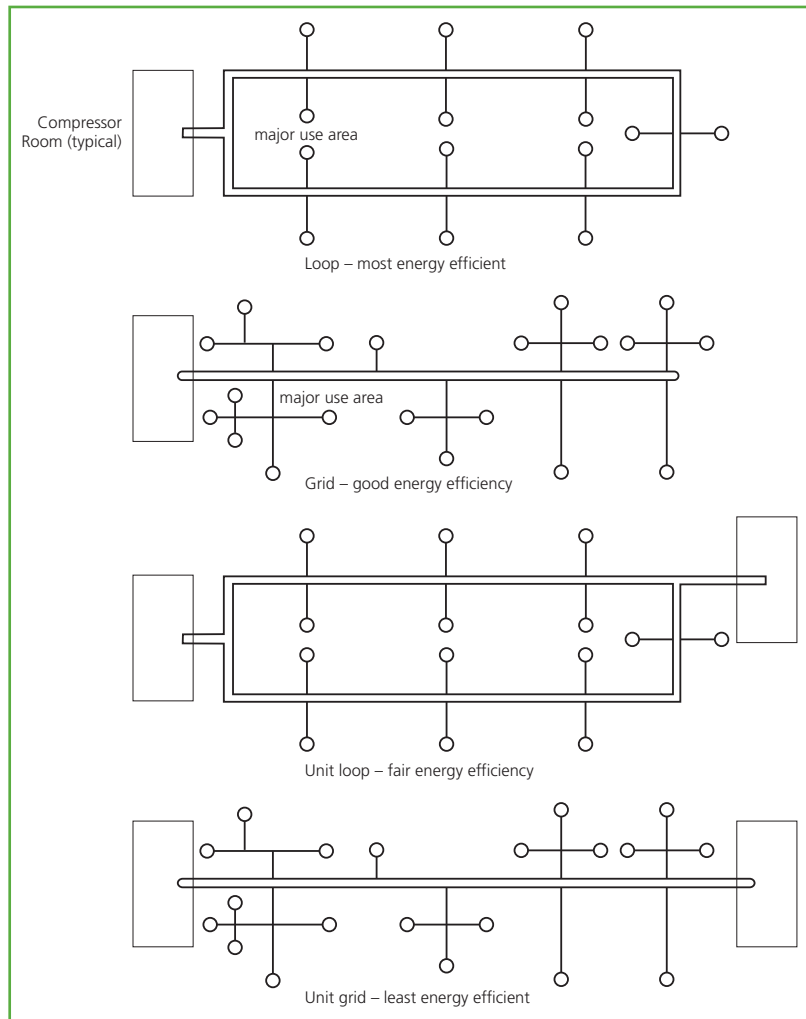 Compressor
Room (typical)
major use area
Loop – most energy efficient
major use area
Grid – good energy efficiency
Unit loop – fair energy efficiency
Unit grid – least energy efficient